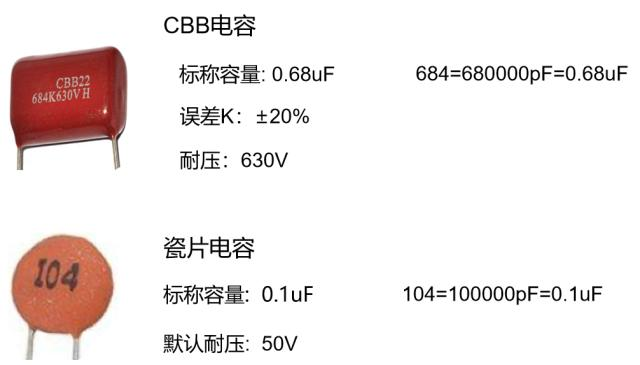 CBB电容
CBB22
684K630VH
标称容量: 0.68uF    684=680000pF=0.68uF
误差K：±20%
耐压：630V
瓷片电容
104
标称容量:  0.1uF    104=100000pF=0.1uF
默认耐压:  50V